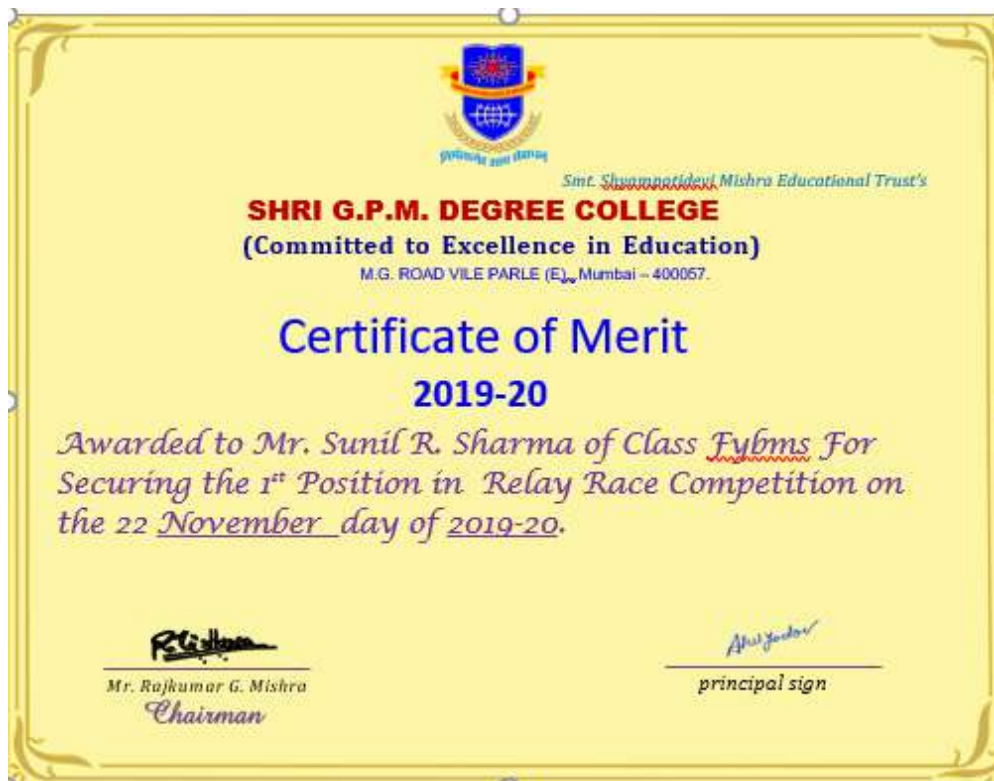 Smt. Shyampatidevi Mishra Educational Trust's
SHRI G.P.M. DEGREE COLLEGE
(Committed to Excellence in Education)
M.G. ROAD VILE PARLE (E),, Mumbai – 400057.
Certificate of Merit
2019-20
Awarded to Mr. Sunil R. Sharma of Class Fybms For
Securing the 1st Position in Relay Race Competition on
the 22 November day of 2019-20.
Mr. Rajkumar G. Mishra
Chairman
principal sign